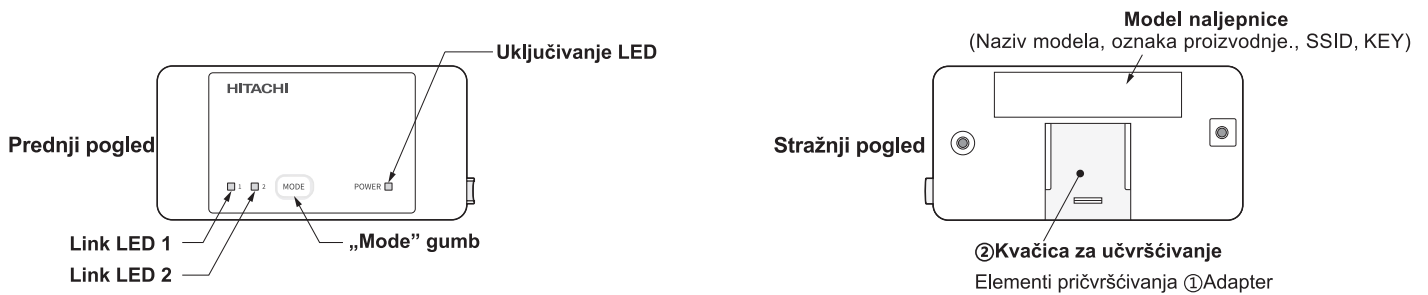 Uključivanje LED
HITACHI
Prednji pogled
1 2 MODE POWER
Link LED 1
„Mode” gumb
Link LED 2
Model naljepnice
(Naziv modela, oznaka proizvodnje., SSID, KEY)
Stražnji pogled
②Kvačica za učvršćivanje
Elementi pričvršćivanja ①Adapter